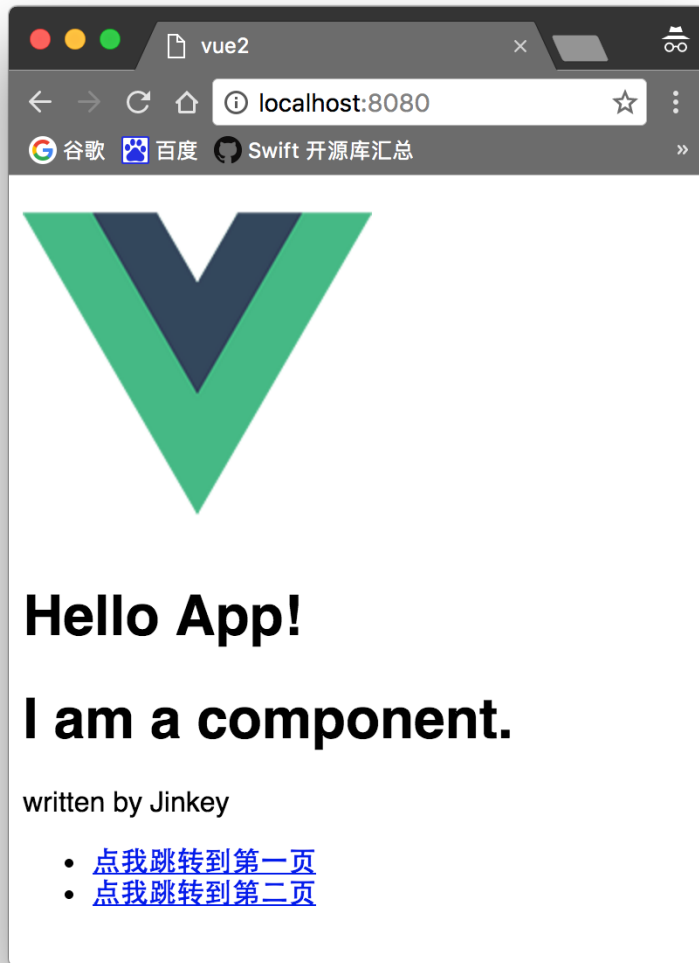 vue2
localhost:8080
谷歌 百度 Swift 开源库汇总
Hello App!
I am a component.
written by Jinkey
点我跳转到第一页
点我跳转到第二页